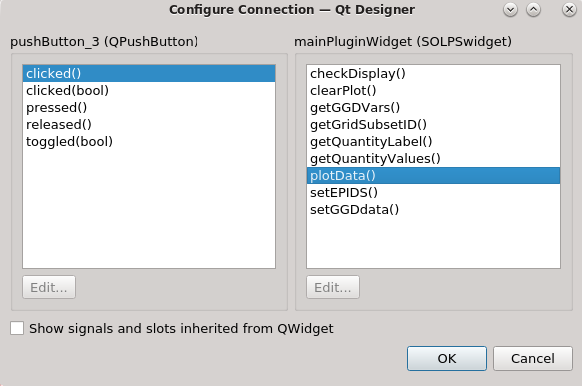 Configure Connection — Qt Designer
pushButton_3 (QPushButton)
clicked()
clicked(bool)
pressed()
released()
toggled(bool)
Edit...
mainPluginWidget (SOLPSwidget)
checkDisplay()
clearPlot()
getGGDVars()
getGridSubsetID()
getQuantityLabel()
getQuantityValues()
plotData()
setEPIDS()
setGGDdata()
Edit...
Show signals and slots inherited from QWidget
OK
Cancel